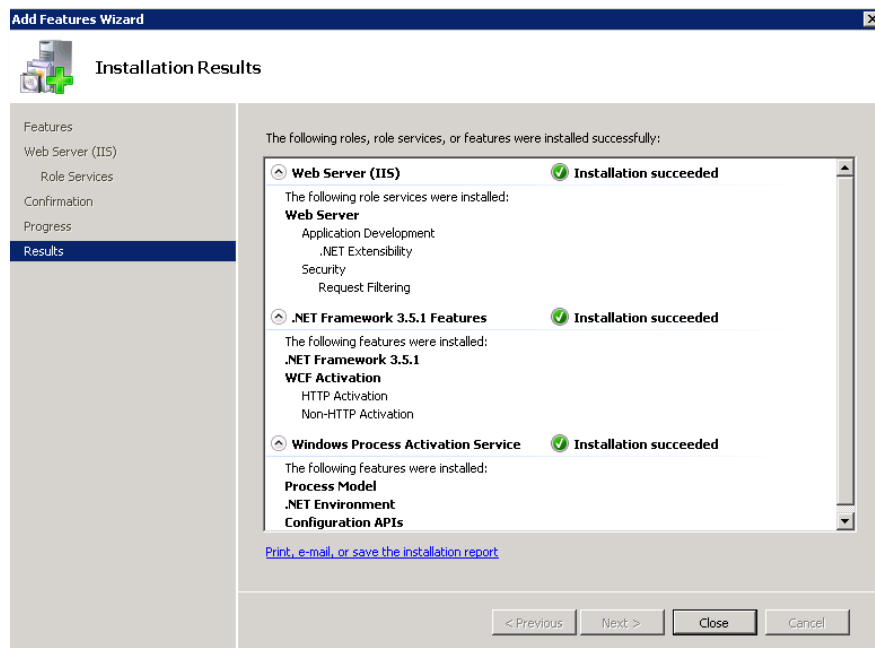 Add Features Wizard
Installation Results
Features
Web Server (IIS)
Role Services
Confirmation
Progress
Results
The following roles, role services, or features were installed successfully:
Web Server (IIS) Installation succeeded
The following role services were installed:
Web Server
Application Development
.NET Extensibility
Security
Request Filtering
.NET Framework 3.5.1 Features Installation succeeded
The following features were installed:
.NET Framework 3.5.1
WCF Activation
HTTP Activation
Non-HTTP Activation
Windows Process Activation Service Installation succeeded
The following features were installed:
Process Model
.NET Environment
Configuration APIs
Print, e-mail, or save the installation report
< Previous Next > Close Cancel